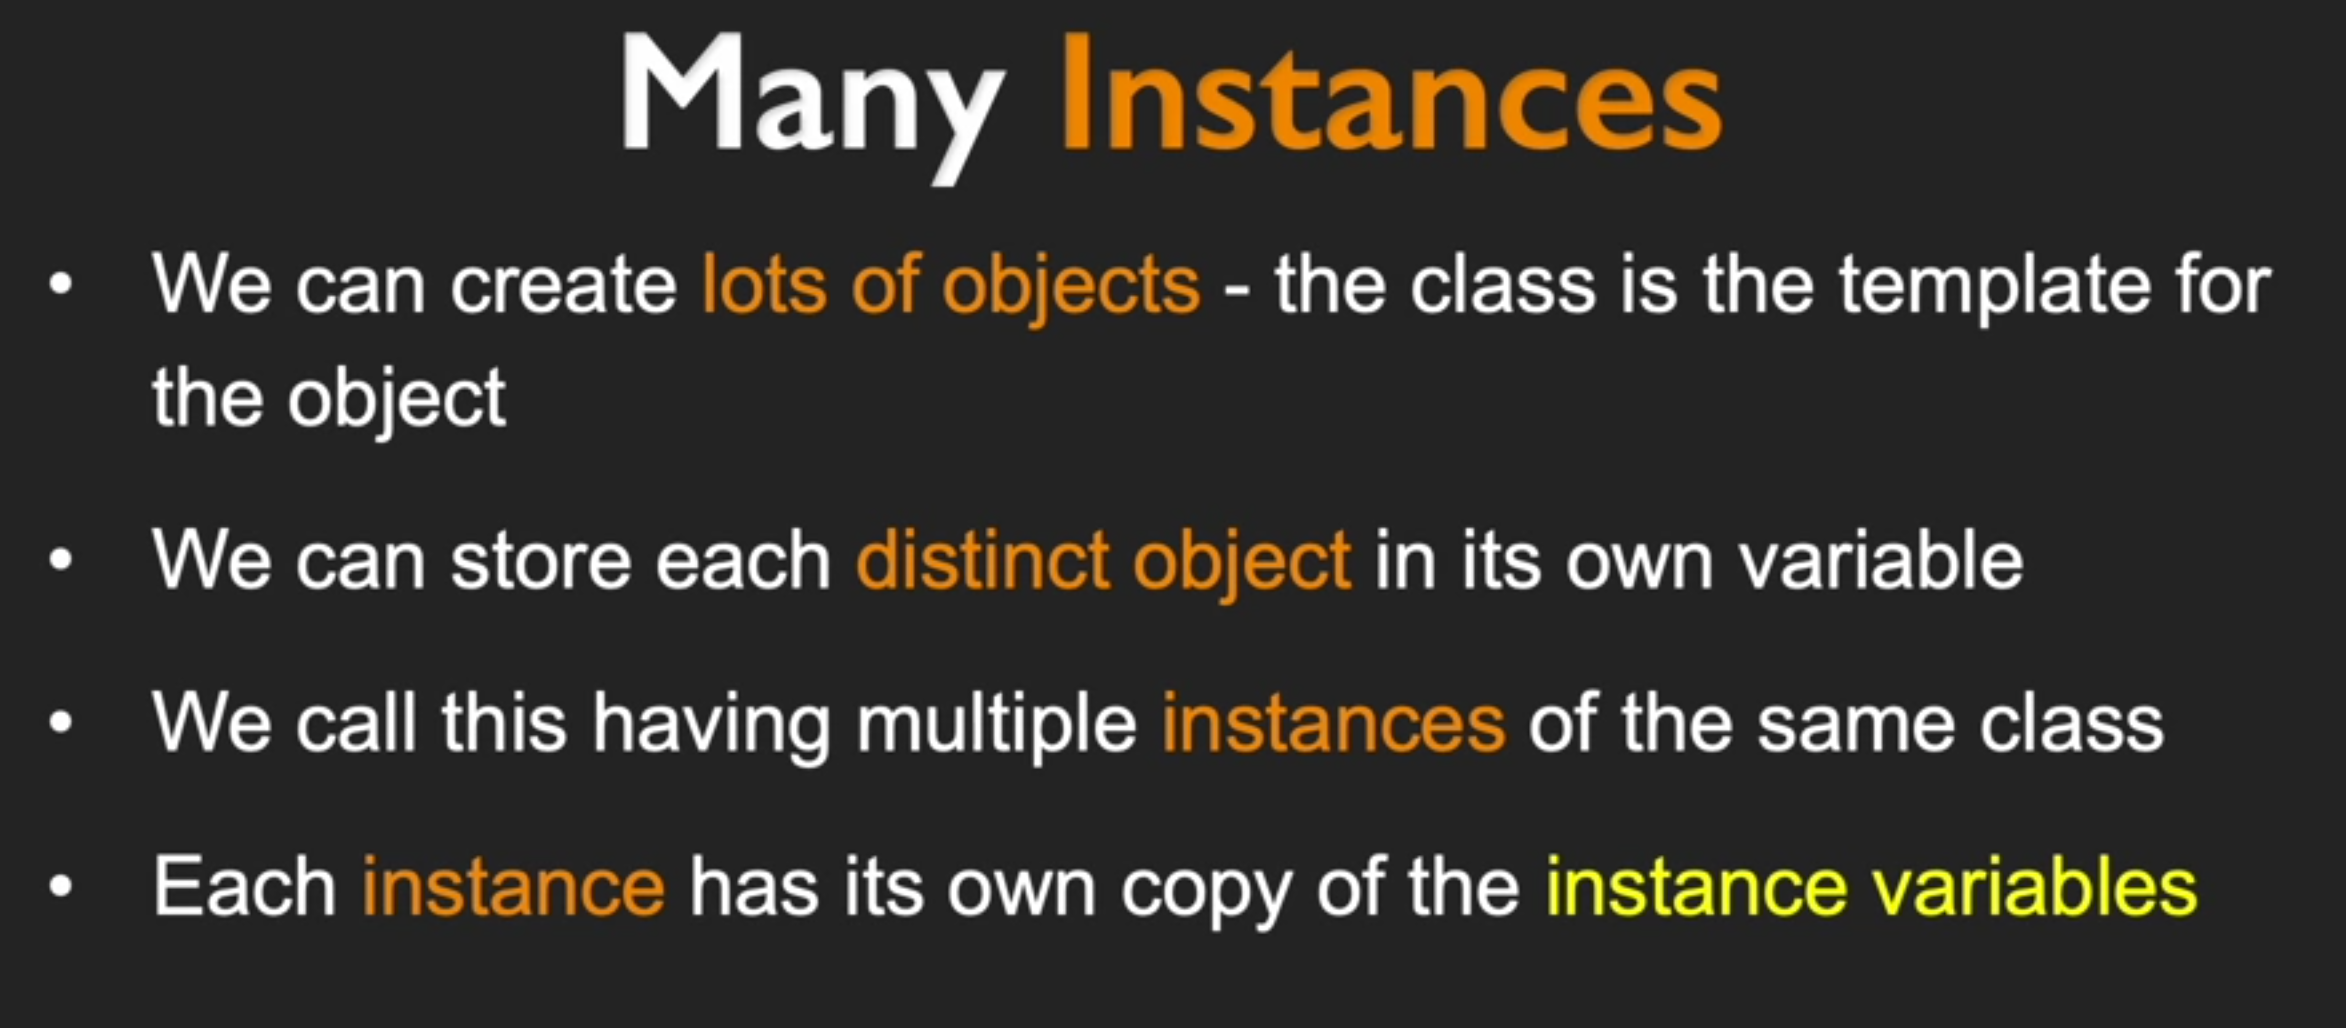 Many Instances
• We can create lots of objects - the class is the template for
the object
• We can store each distinct object in its own variable
• We call this having multiple instances of the same class
• Each instance has its own copy of the instance variables